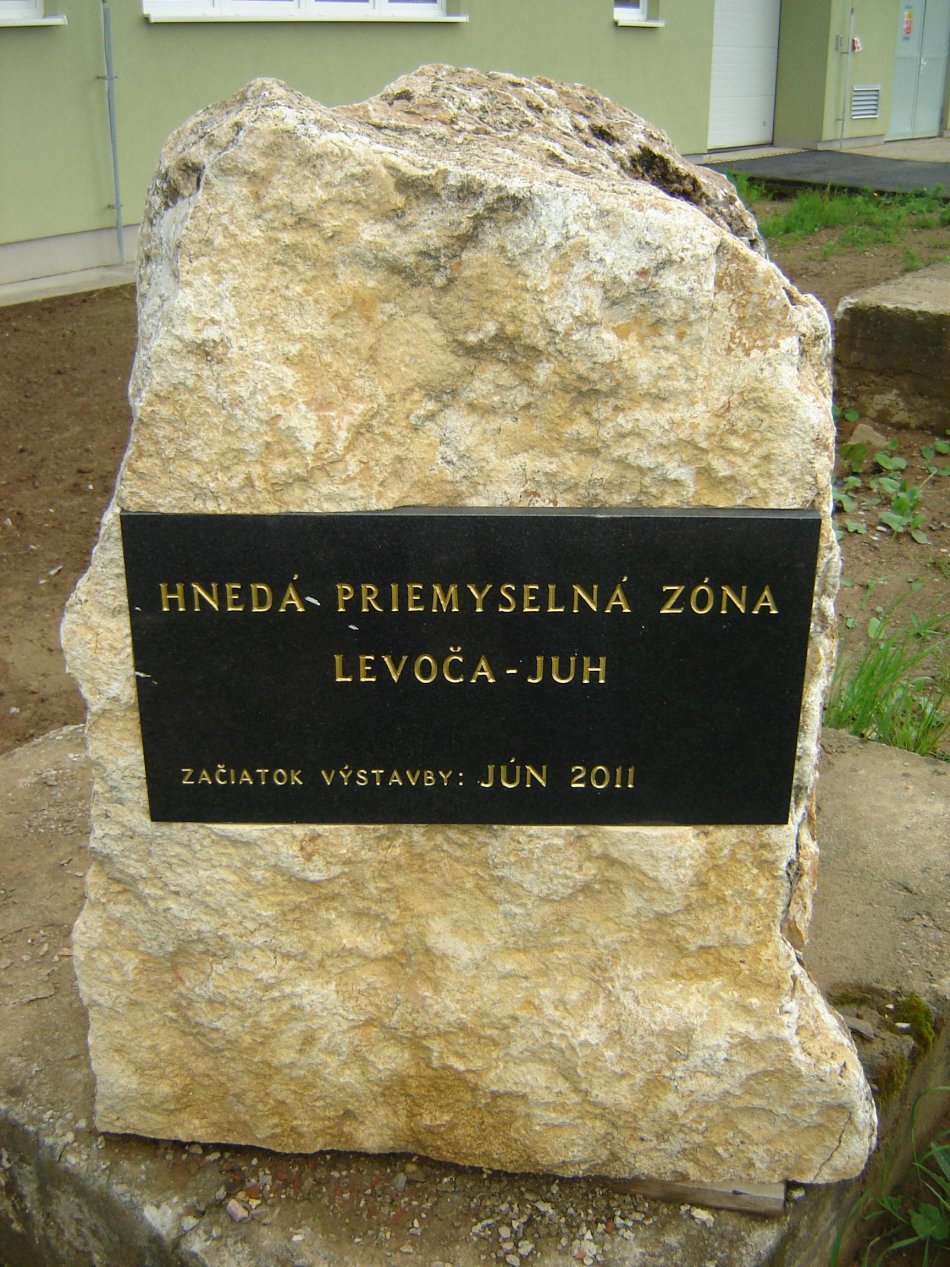 HNEDÁ PRIEMYSELNÁ ZÓNA
LEVOČA-JUH
ZAČIATOK VÝSTAVBY: JÚN 2011